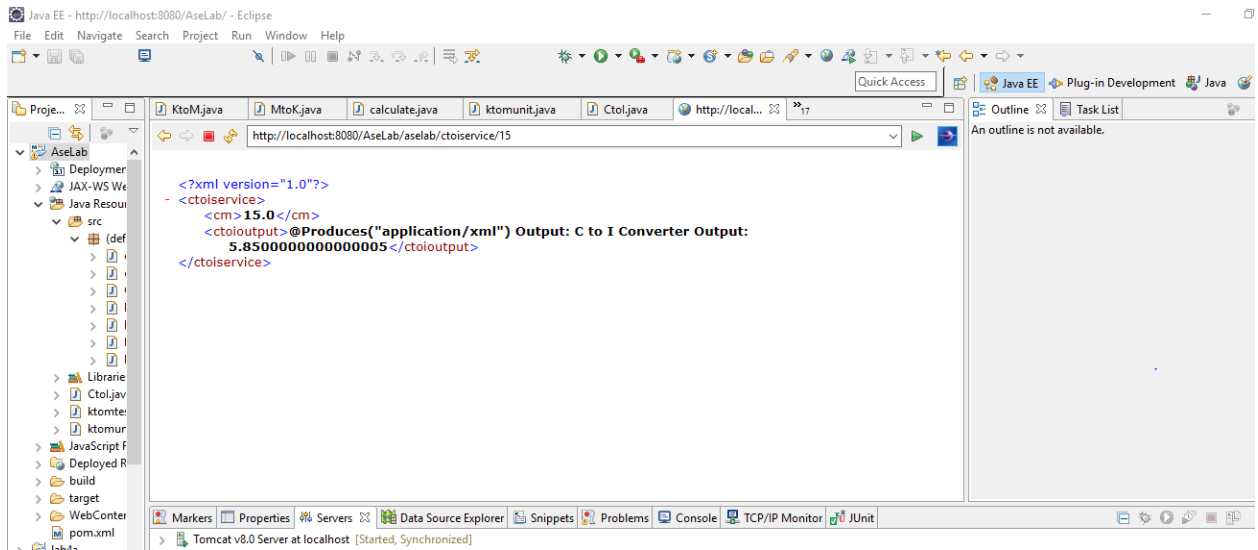 Java EE - http://localhost:8080/AseLab/ - Eclipse
File Edit Navigate Search Project Run Window Help
Quick Access Java EE Plug-in Development Java
Proje... KtoM.java MtoK.java calculate.java ktomunit.java CtoI.java http://local... »17 Outline Task List
http://localhost:8080/AseLab/aselab/ctoiservice/15
An outline is not available.
AseLab
Deploymen
JAX-WS We
Java Resour
src
(def
Librarie
CtoI.jav
ktomtes
ktomun
JavaScript R
Deployed R
build
target
WebConter
pom.xml
lab4a
<?xml version="1.0"?>
- <ctoiservice>
<cm>15.0</cm>
<ctoioutput>@Produces("application/xml") Output: C to I Converter Output:
5.8500000000000005</ctoioutput>
</ctoiservice>
Markers Properties Servers Data Source Explorer Snippets Problems Console TCP/IP Monitor JUnit
Tomcat v8.0 Server at localhost [Started, Synchronized]